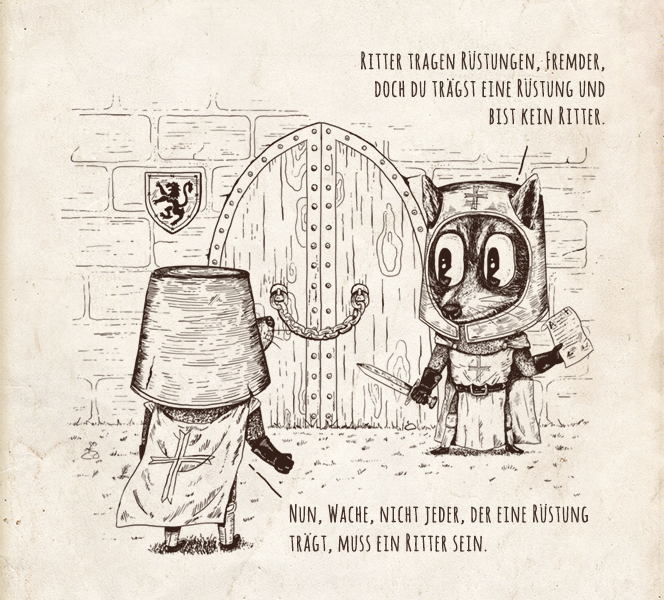 Ritter tragen Rüstungen, Fremder,
doch du trägst eine Rüstung und
bist kein Ritter.
Nun, Wache, nicht jeder, der eine Rüstung
trägt, muss ein Ritter sein.